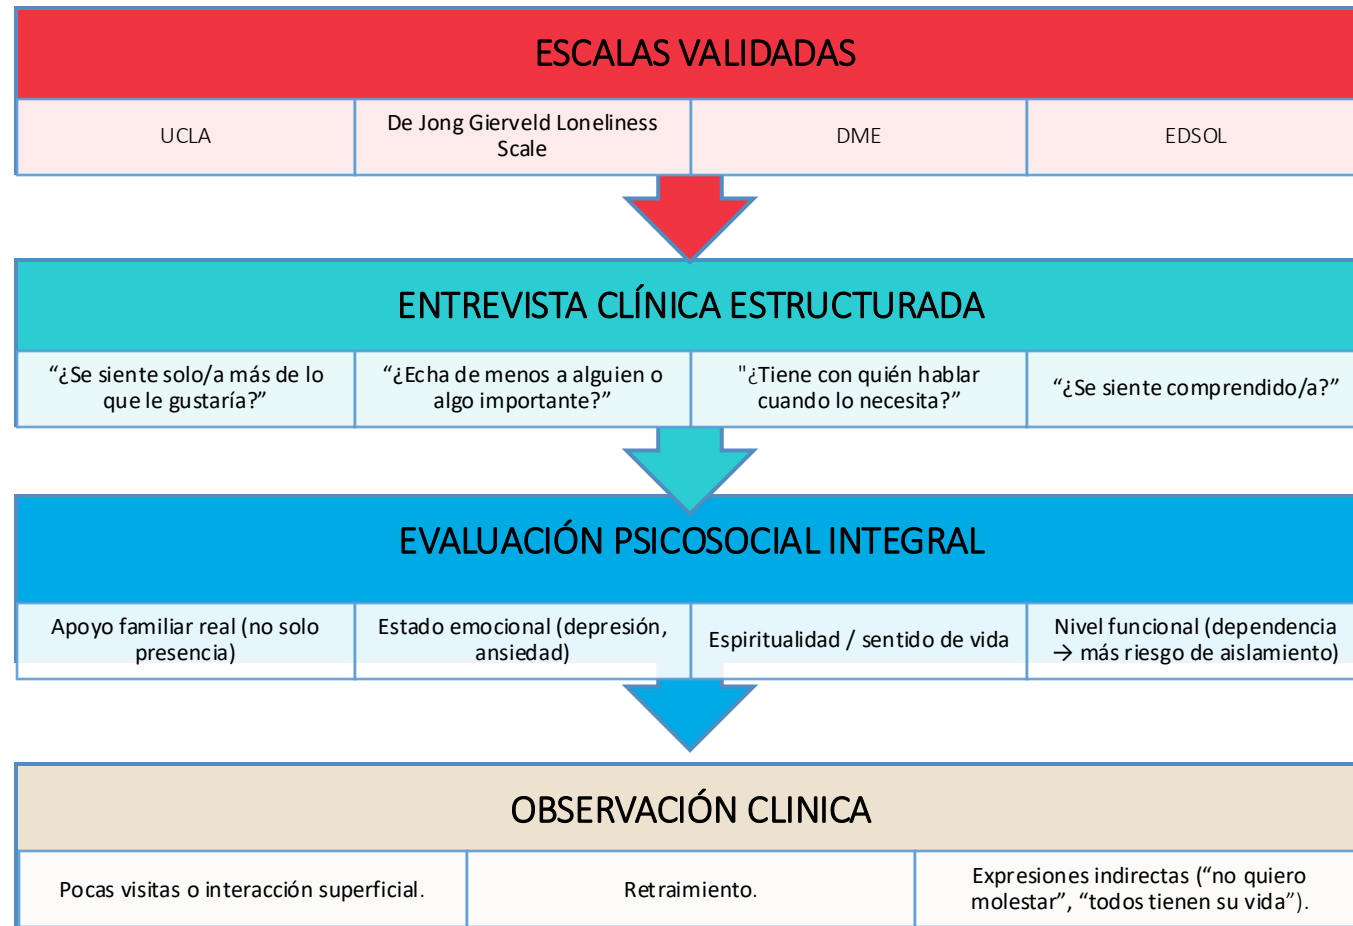 ESCALAS VALIDADAS
UCLA
De Jong Gierveld Loneliness
Scale
DME
EDSOL
ENTREVISTA CLÍNICA ESTRUCTURADA
“¿Se siente solo/a más de lo
que le gustaría?”
“¿Echa de menos a alguien o
algo importante?”
"¿Tiene con quién hablar
cuando lo necesita?”
“¿Se siente comprendido/a?”
EVALUACIÓN PSICOSOCIAL INTEGRAL
Apoyo familiar real (no solo
presencia)
Estado emocional (depresión,
ansiedad)
Espiritualidad / sentido de vida
Nivel funcional (dependencia
→ más riesgo de aislamiento)
OBSERVACIÓN CLINICA
Pocas visitas o interacción superficial.
Retraimiento.
Expresiones indirectas (“no quiero
molestar”, “todos tienen su vida”).